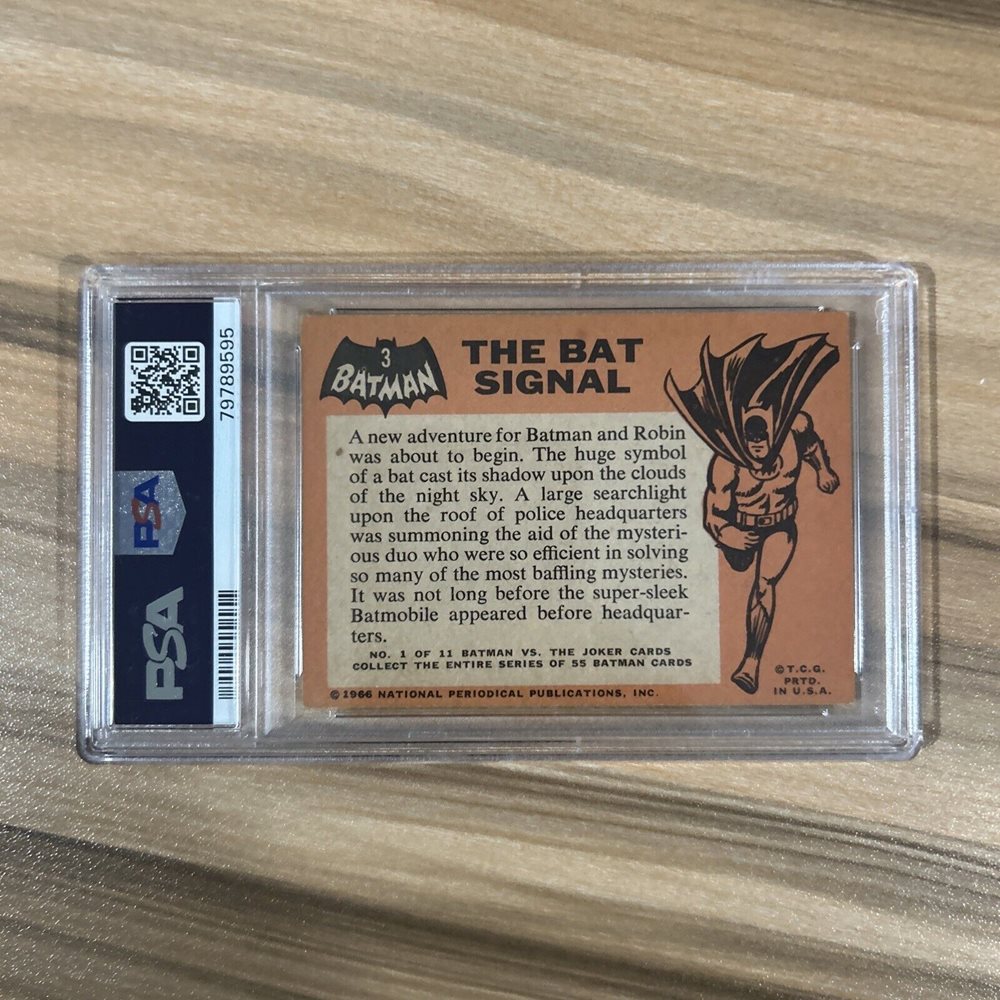 79789595
PSA
PSA
3
BATMAN
THE BAT
SIGNAL
A new adventure for Batman and Robin
was about to begin. The huge symbol
of a bat cast its shadow upon the clouds
of the night sky. A large searchlight
upon the roof of police headquarters
was summoning the aid of the mysteri-
ous duo who were so efficient in solving
so many of the most baffling mysteries.
It was not long before the super-sleek
Batmobile appeared before headquar-
ters.
NO. 1 OF 11 BATMAN VS. THE JOKER CARDS
COLLECT THE ENTIRE SERIES OF 55 BATMAN CARDS
© 1966 NATIONAL PERIODICAL PUBLICATIONS, INC.
© T.C.G.
PRTD.
IN U.S.A.